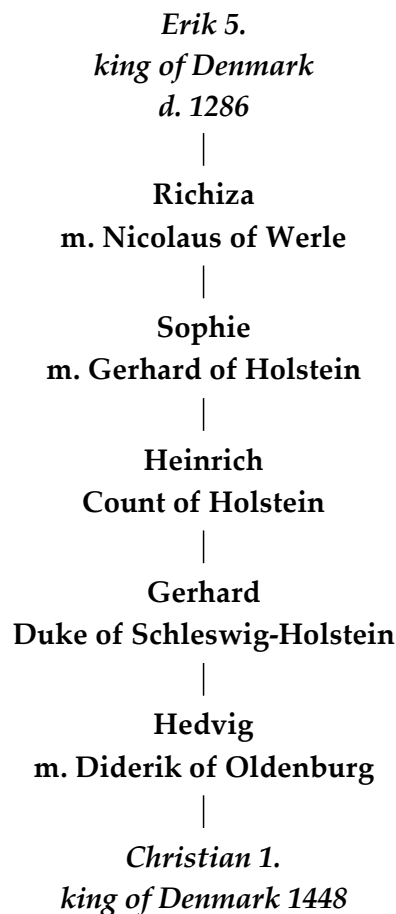 Erik 5.
king of Denmark
d. 1286
Richiza
m. Nicolaus of Werle
Sophie
m. Gerhard of Holstein
Heinrich
Count of Holstein
Gerhard
Duke of Schleswig-Holstein
Hedvig
m. Diderik of Oldenburg
Christian 1.
king of Denmark 1448